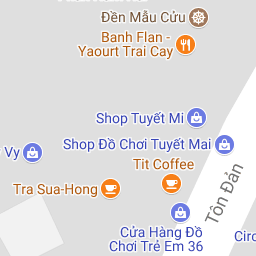 Đền Mẫu Cửu
Banh Flan -
Yaourt Trai Cay
Shop Tuyết Mi
Shop Đồ Chơi Tuyết Mai
Vy
Tit Coffee
Tra Sua-Hong
Tôn Đản
Cửa Hàng Đồ
Chơi Trẻ Em 36
Circ